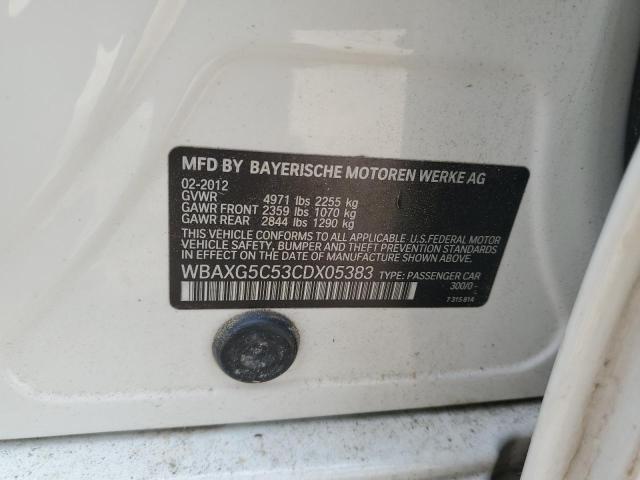 MFD BY BAYERISCHE MOTOREN WERKE AG
02-2012
GVWR 4971 lbs 2255 kg
GAWR FRONT 2359 lbs 1070 kg
GAWR REAR 2844 lbs 1290 kg
THIS VEHICLE CONFORMS TO ALL APPLICABLE U.S.FEDERAL MOTOR
VEHICLE SAFETY, BUMPER, AND THEFT PREVENTION STANDARDS
IN EFFECT ON THE DATE OF MANUFACTURE SHOWN ABOVE.
WBAXG5C53CDX05383 TYPE: PASSENGER CAR
300/0 -
7 315 814